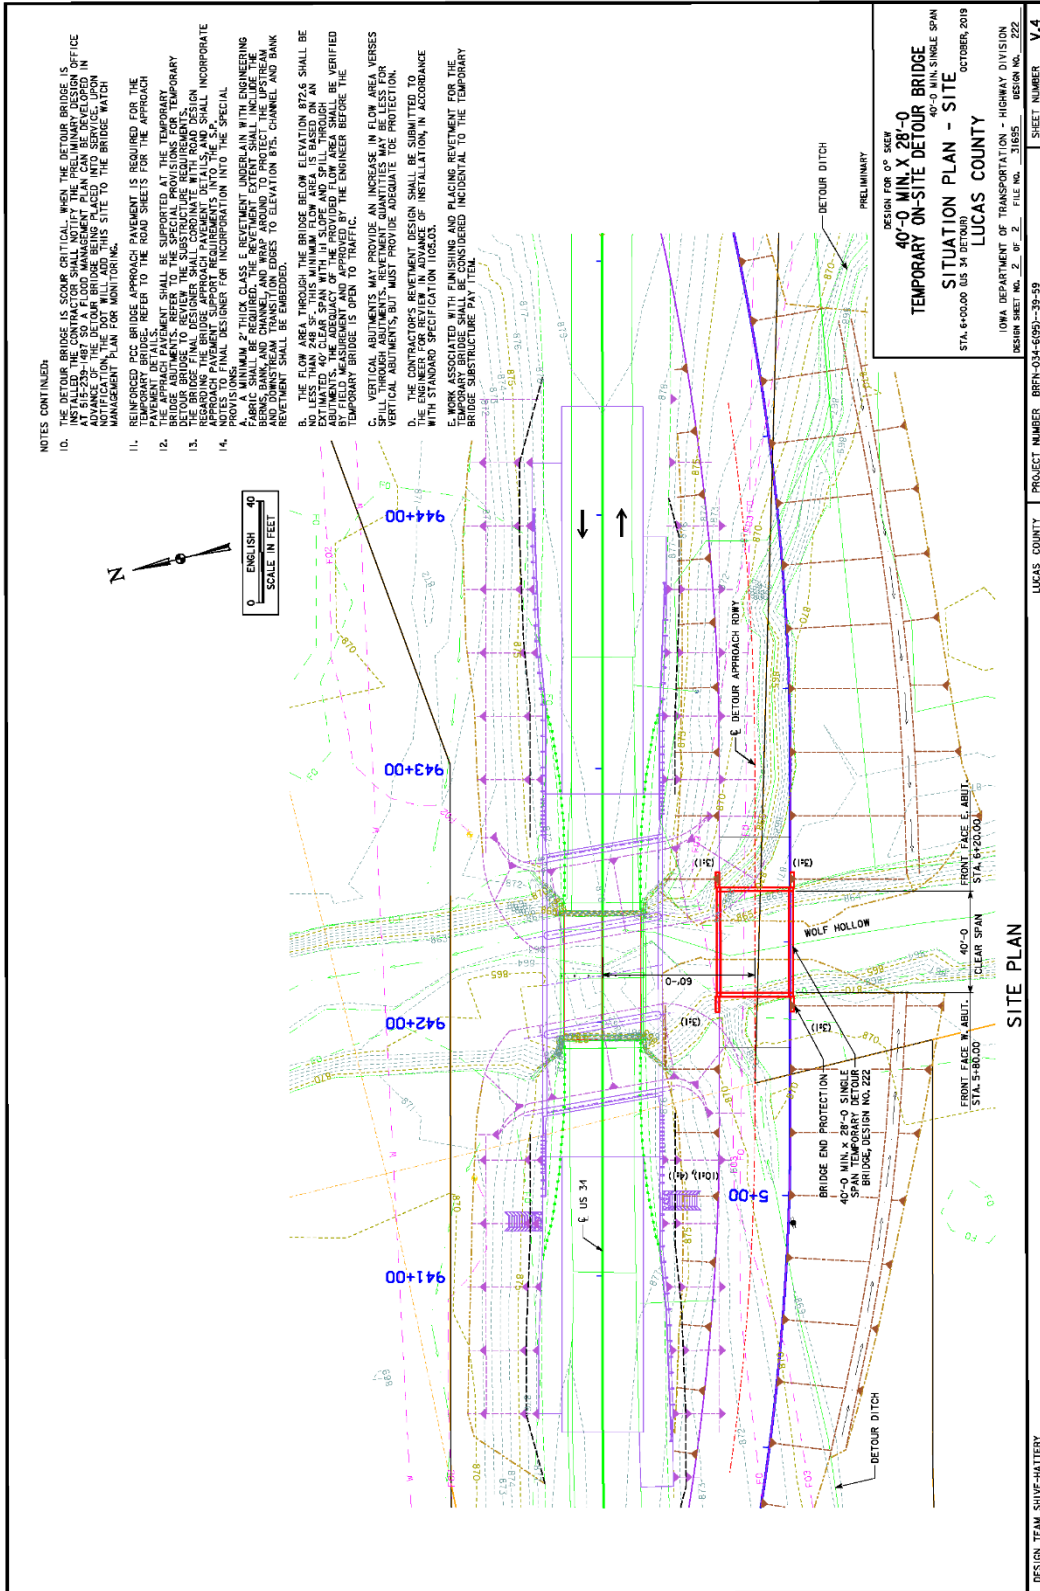 NOTES CONTINUED:
10. THE DETOUR BRIDGE IS SCOUR CRITICAL. WHEN THE DETOUR BRIDGE IS
INSTALLED THE CONTRACTOR SHALL NOTIFY THE PRELIMINARY DESIGN OFFICE
AT 515-239-1487 SO A FLOOD MANAGEMENT PLAN CAN BE DEVELOPED IN
ADVANCE OF THE DETOUR BRIDGE BEING PLACED INTO SERVICE. UPON
NOTIFICATION, THE DOT WILL ADD THIS SITE TO THE BRIDGE WATCH
MANAGEMENT PLAN FOR MONITORING.
11. REINFORCED PCC BRIDGE APPROACH PAVEMENT IS REQUIRED FOR THE
TEMPORARY BRIDGE. REFER TO THE ROAD SHEETS FOR THE APPROACH
PAVEMENT DETAILS.
12. THE APPROACH PAVEMENT SHALL BE SUPPORTED AT THE TEMPORARY
BRIDGE ABUTMENTS. REFER TO THE SPECIAL PROVISIONS FOR TEMPORARY
DETOUR BRIDGE TO REVIEW THE SUBSTRUCTURE REQUIREMENTS.
13. THE BRIDGE FINAL DESIGNER SHALL CORDINATE WITH ROAD DESIGN
REGARDING THE BRIDGE APPROACH PAVEMENT DETAILS, AND SHALL INCORPORATE
APPROACH PAVEMENT SUPPORT REQUIREMENTS INTO THE S.P.
14. NOTES TO FINAL DESIGNER FOR INCORPORATION INTO THE SPECIAL
PROVISIONS:
A. A MINIMUM 2' THICK CLASS E REVETMENT UNDERLAIN WITH ENGINEERING
FABRIC SHALL BE REQUIRED. THE REVETMENT EXTENT SHALL INCLUDE THE
BERMS, BANK, AND CHANNEL, AND WRAP AROUND TO PROTECT THE UPSTREAM
AND DOWNSTREAM TRANSITION EDGES TO ELEVATION 875. CHANNEL AND BANK
REVETMENT SHALL BE EMBEDDED.
B. THE FLOW AREA THROUGH THE BRIDGE BELOW ELEVATION 872.6 SHALL BE
NO LESS THAN 248 SF. THIS MINIMUM FLOW AREA IS BASED ON AN
ESTIMATED 40' CLEAR SPAN WITH 1:1 SLOPE AND SPILL THROUGH
ABUTMENTS. THE ADEQUACY OF THE PROVIDED FLOW AREA SHALL BE VERIFIED
BY FIELD MEASUREMENT AND APPROVED BY THE ENGINEER BEFORE THE
TEMPORARY BRIDGE IS OPEN TO TRAFFIC.
C. VERTICAL ABUTMENTS MAY PROVIDE AN INCREASE IN FLOW AREA VERSES
SPILL THROUGH ABUTMENTS. REVETMENT QUANTITIES MAY BE LESS FOR
VERTICAL ABUTMENTS, BUT MUST PROVIDE ADEQUATE TOE PROTECTION.
D. THE CONTRACTOR'S REVETMENT DESIGN SHALL BE SUBMITTED TO
THE ENGINEER FOR REVIEW IN ADVANCE OF INSTALLATION, IN ACCORDANCE
WITH STANDARD SPECIFICATION 1105.03.
E. WORK ASSOCIATED WITH FURNISHING AND PLACING REVETMENT FOR THE
TEMPORARY BRIDGE SHALL BE CONSIDERED INCIDENTAL TO THE TEMPORARY
BRIDGE SUBSTRUCTURE PAY ITEM.
N
0 ENGLISH 40
SCALE IN FEET
941+00
942+00
943+00
944+00
5+00
℄ US 34
℄ DETOUR APPROACH RDWY
60'-0
(3:1)
(3:1)
(3:1)
(3:1)
(10:1), (4:1)
WOLF HOLLOW
DETOUR DITCH
DETOUR DITCH
BRIDGE END PROTECTION
40'-0 MIN. x 28'-0 SINGLE
SPAN TEMPORARY DETOUR
BRIDGE, DESIGN NO. 222
FRONT FACE W. ABUT.
STA. 5+80.00
40'-0
CLEAR SPAN
FRONT FACE E. ABUT.
STA. 6+20.00
SITE PLAN
PRELIMINARY
DESIGN FOR 0° SKEW
40'-0 MIN. X 28'-0
TEMPORARY ON-SITE DETOUR BRIDGE
40'-0 MIN. SINGLE SPAN
SITUATION PLAN - SITE
STA. 6+00.00 (US 34 DETOUR) OCTOBER, 2019
LUCAS COUNTY
IOWA DEPARTMENT OF TRANSPORTATION - HIGHWAY DIVISION
DESIGN SHEET NO. 2 OF 2 FILE NO. 31695 DESIGN NO. 222
DESIGN TEAM SHIVE-HATTERY
LUCAS COUNTY
PROJECT NUMBER BRFN-034-6(095)--39-59
SHEET NUMBER V.4